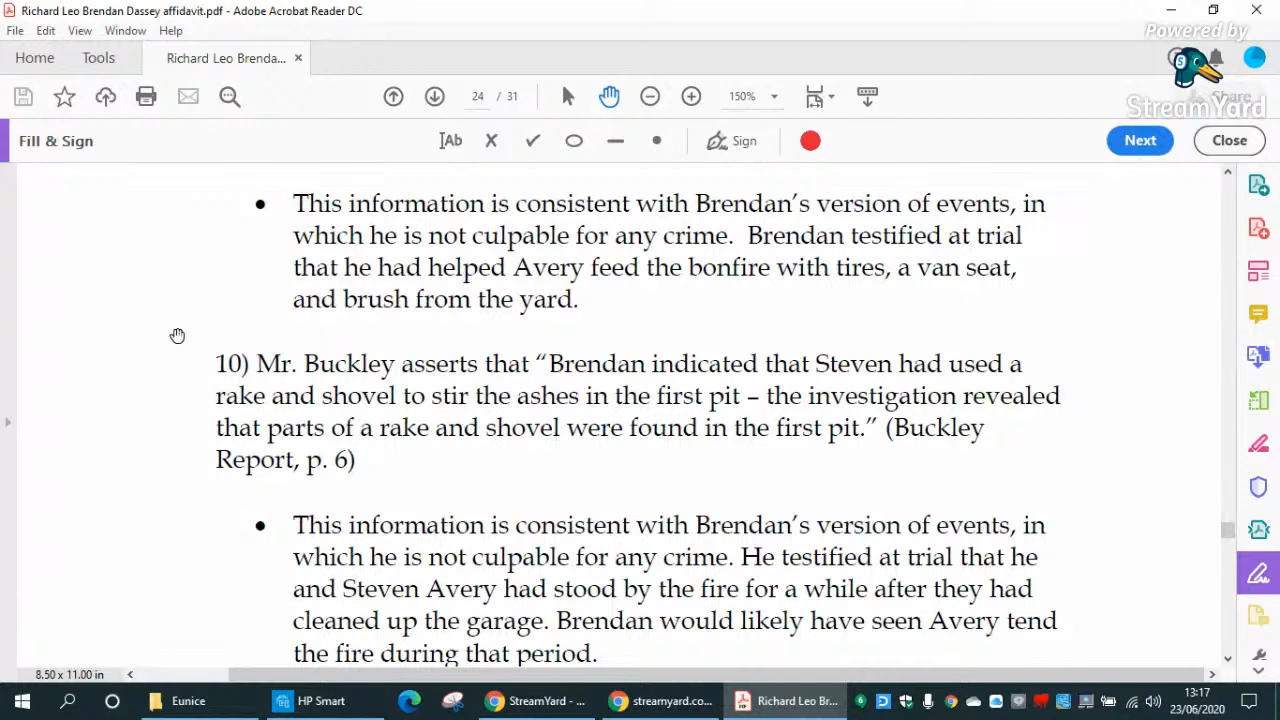 Richard Leo Brendan Dassey affidavit.pdf - Adobe Acrobat Reader DC
File Edit View Window Help
Powered by
Home Tools Richard Leo Brenda... ×
StreamYard
24 / 31 150% Share
Fill & Sign Ab Sign Next Close
• This information is consistent with Brendan’s version of events, in
which he is not culpable for any crime. Brendan testified at trial
that he had helped Avery feed the bonfire with tires, a van seat,
and brush from the yard.
10) Mr. Buckley asserts that “Brendan indicated that Steven had used a
rake and shovel to stir the ashes in the first pit – the investigation revealed
that parts of a rake and shovel were found in the first pit.” (Buckley
Report, p. 6)
• This information is consistent with Brendan’s version of events, in
which he is not culpable for any crime. He testified at trial that he
and Steven Avery had stood by the fire for a while after they had
cleaned up the garage. Brendan would likely have seen Avery tend
the fire during that period.
8.50 x 11.00 in
Eunice HP Smart StreamYard - ... streamyard.co... Richard Leo Br...
13:17
23/06/2020